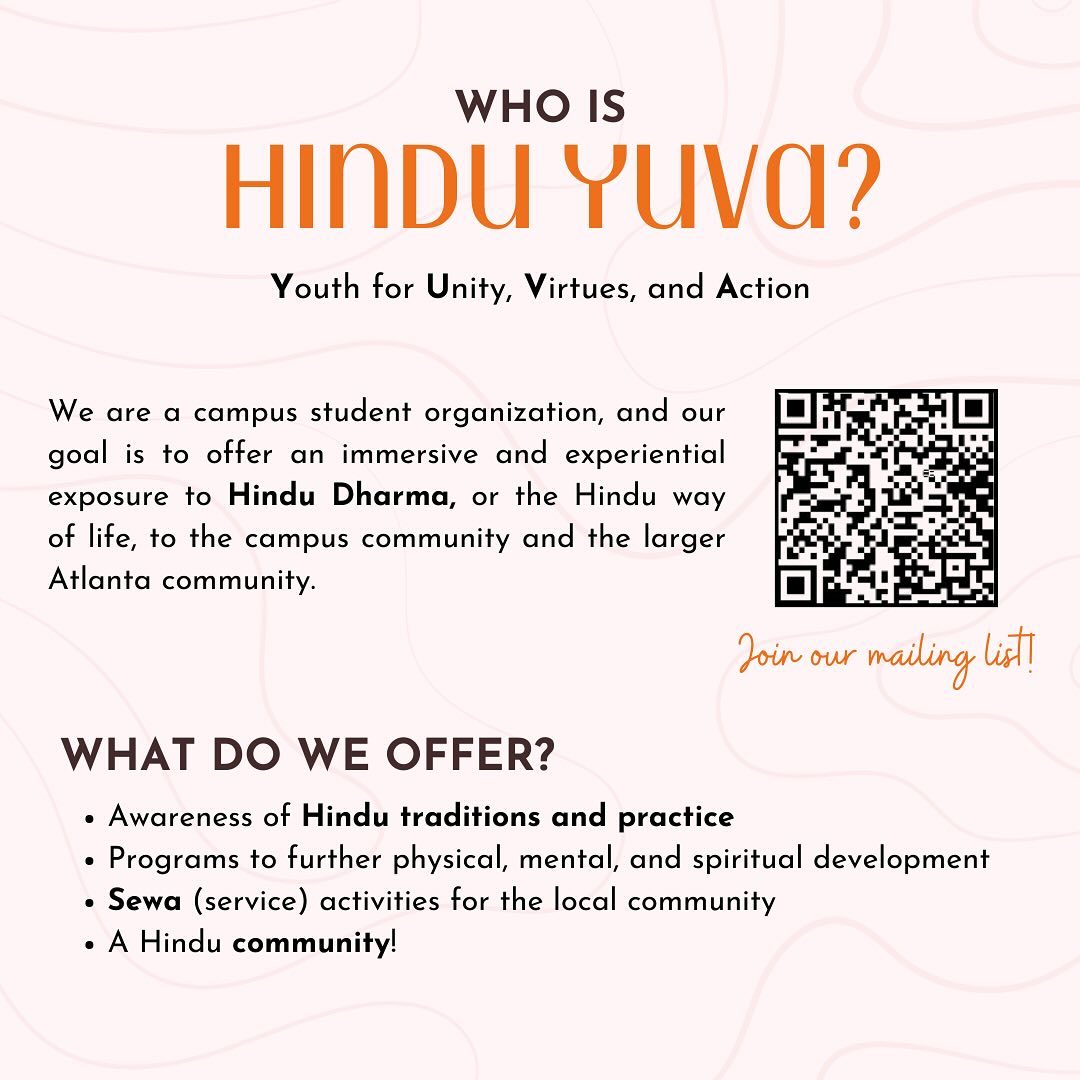 WHO IS
HINDU YUVA?
Youth for Unity, Virtues, and Action
We are a campus student organization, and our
goal is to offer an immersive and experiential
exposure to Hindu Dharma, or the Hindu way
of life, to the campus community and the larger
Atlanta community.
Join our mailing list!
WHAT DO WE OFFER?
• Awareness of Hindu traditions and practice
• Programs to further physical, mental, and spiritual development
• Sewa (service) activities for the local community
• A Hindu community!